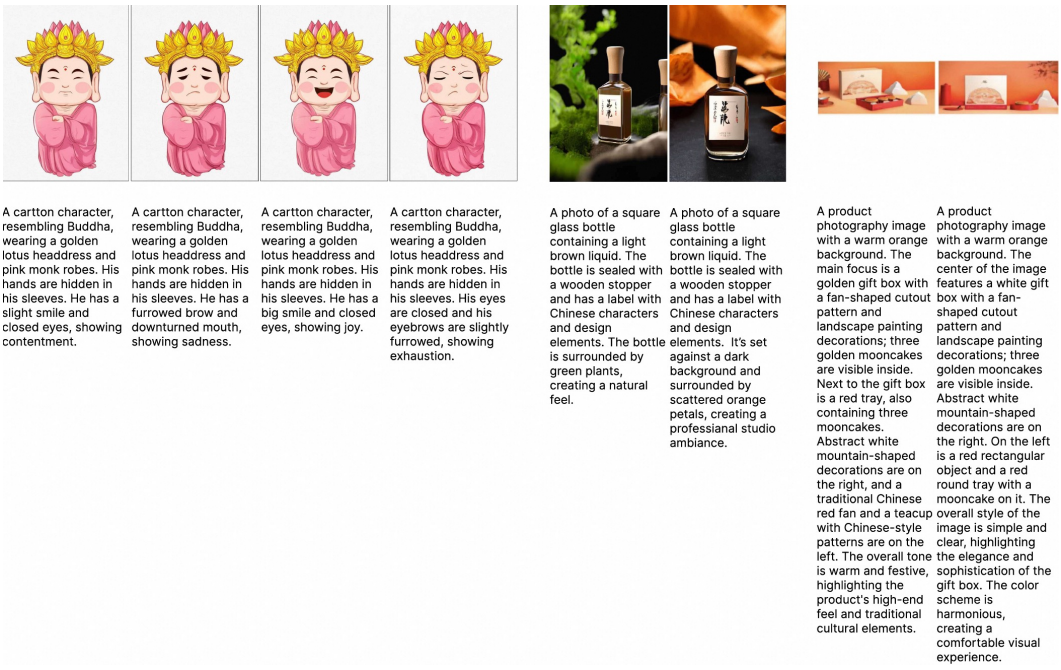 A cartton character,
resembling Buddha,
wearing a golden
lotus headdress and
pink monk robes. His
hands are hidden in
his sleeves. He has a
slight smile and
closed eyes, showing
contentment.
A cartton character,
resembling Buddha,
wearing a golden
lotus headdress and
pink monk robes. His
hands are hidden in
his sleeves. He has a
furrowed brow and
downturned mouth,
showing sadness.
A cartton character,
resembling Buddha,
wearing a golden
lotus headdress and
pink monk robes. His
hands are hidden in
his sleeves. He has a
big smile and closed
eyes, showing joy.
A cartton character,
resembling Buddha,
wearing a golden
lotus headdress and
pink monk robes. His
hands are hidden in
his sleeves. His eyes
are closed and his
eyebrows are slightly
furrowed, showing
exhaustion.
A photo of a square
glass bottle
containing a light
brown liquid. The
bottle is sealed with
a wooden stopper
and has a label with
Chinese characters
and design
elements. The bottle
is surrounded by
green plants,
creating a natural
feel.
A photo of a square
glass bottle
containing a light
brown liquid. The
bottle is sealed with
a wooden stopper
and has a label with
Chinese characters
and design
elements.  It's set
against a dark
background and
surrounded by
scattered orange
petals, creating a
professianal studio
ambiance.
A product
photography image
with a warm orange
background. The
main focus is a
golden gift box with
a fan-shaped cutout
pattern and
landscape painting
decorations; three
golden mooncakes
are visible inside.
Next to the gift box
is a red tray, also
containing three
mooncakes.
Abstract white
mountain-shaped
decorations are on
the right, and a
traditional Chinese
red fan and a teacup
with Chinese-style
patterns are on the
left. The overall tone
is warm and festive,
highlighting the
product's high-end
feel and traditional
cultural elements.
A product
photography image
with a warm orange
background. The
center of the image
features a white gift
box with a fan-
shaped cutout
pattern and
landscape painting
decorations; three
golden mooncakes
are visible inside.
Abstract white
mountain-shaped
decorations are on
the right. On the left
is a red rectangular
object and a red
round tray with a
mooncake on it. The
overall style of the
image is simple and
clear, highlighting
the elegance and
sophistication of the
gift box. The color
scheme is
harmonious,
creating a
comfortable visual
experience.